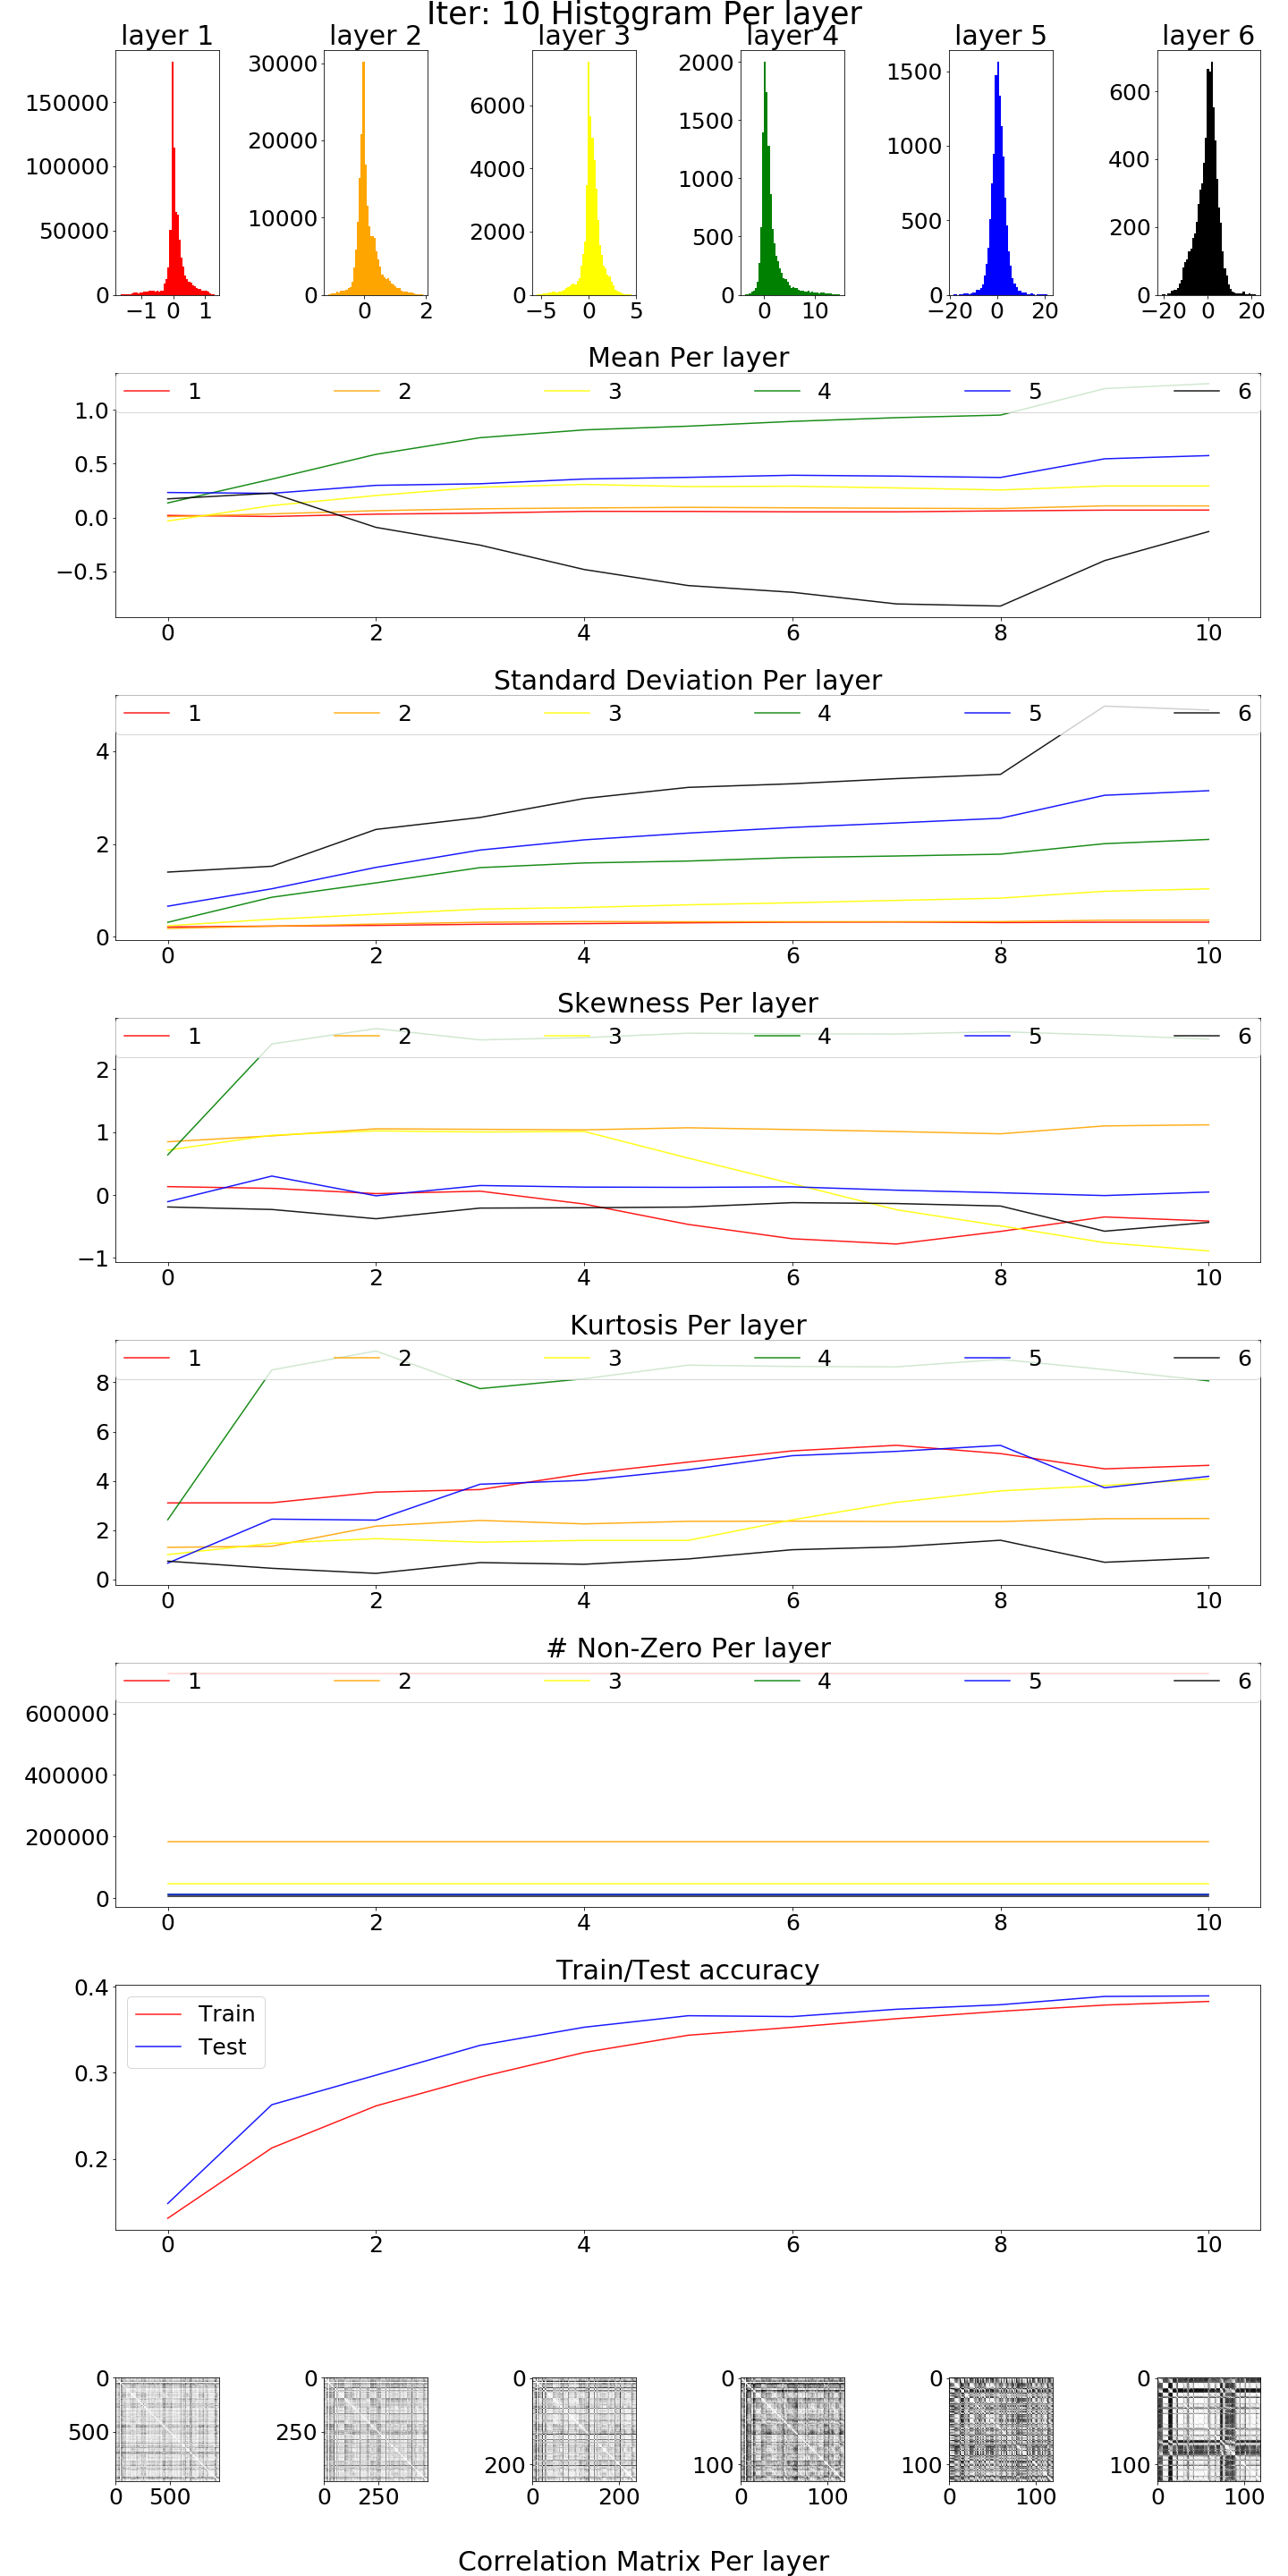 Iter: 10 Histogram Per layer
layer 1 layer 2 layer 3 layer 4 layer 5 layer 6
150000 100000 50000 0
−1 0 1
30000 20000 10000 0
0 2
6000 4000 2000 0
−5 0 5
2000 1500 1000 500 0
0 10
1500 1000 500 0
−20 0 20
600 400 200 0
−20 0 20
Mean Per layer
1 2 3 4 5 6
1.0
0.5
0.0
−0.5
0 2 4 6 8 10
Standard Deviation Per layer
1 2 3 4 5 6
4
2
0
0 2 4 6 8 10
Skewness Per layer
1 2 3 4 5 6
2
1
0
−1
0 2 4 6 8 10
Kurtosis Per layer
1 2 3 4 5 6
8
6
4
2
0
0 2 4 6 8 10
# Non-Zero Per layer
1 2 3 4 5 6
600000
400000
200000
0
0 2 4 6 8 10
Train/Test accuracy
0.4
Train
Test
0.3
0.2
0 2 4 6 8 10
0 500
0 500
0 250
0 250
0 200
0 200
0 100
0 100
0 100
0 100
0 100
0 100
Correlation Matrix Per layer